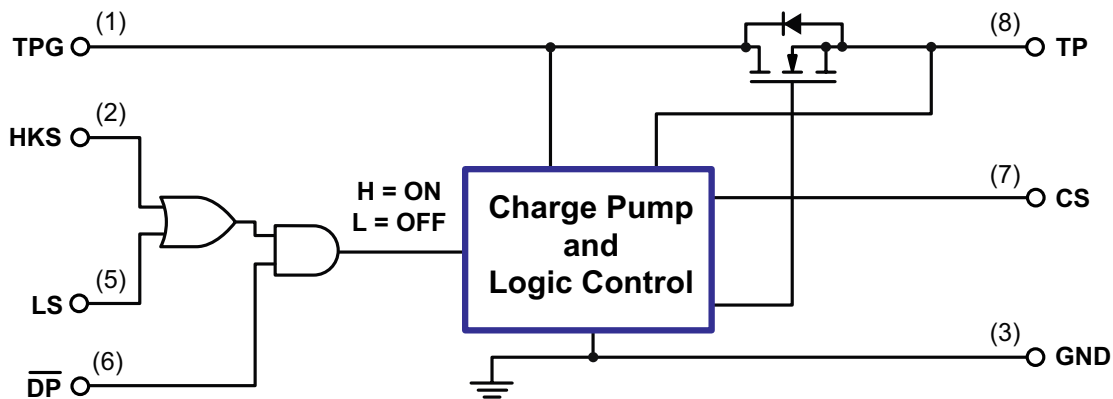 (1)
TPG
(8)
TP
(2)
HKS
H = ON
L = OFF
Charge Pump
and
Logic Control
(7)
CS
(5)
LS
(6)
D̅P̅
(3)
GND